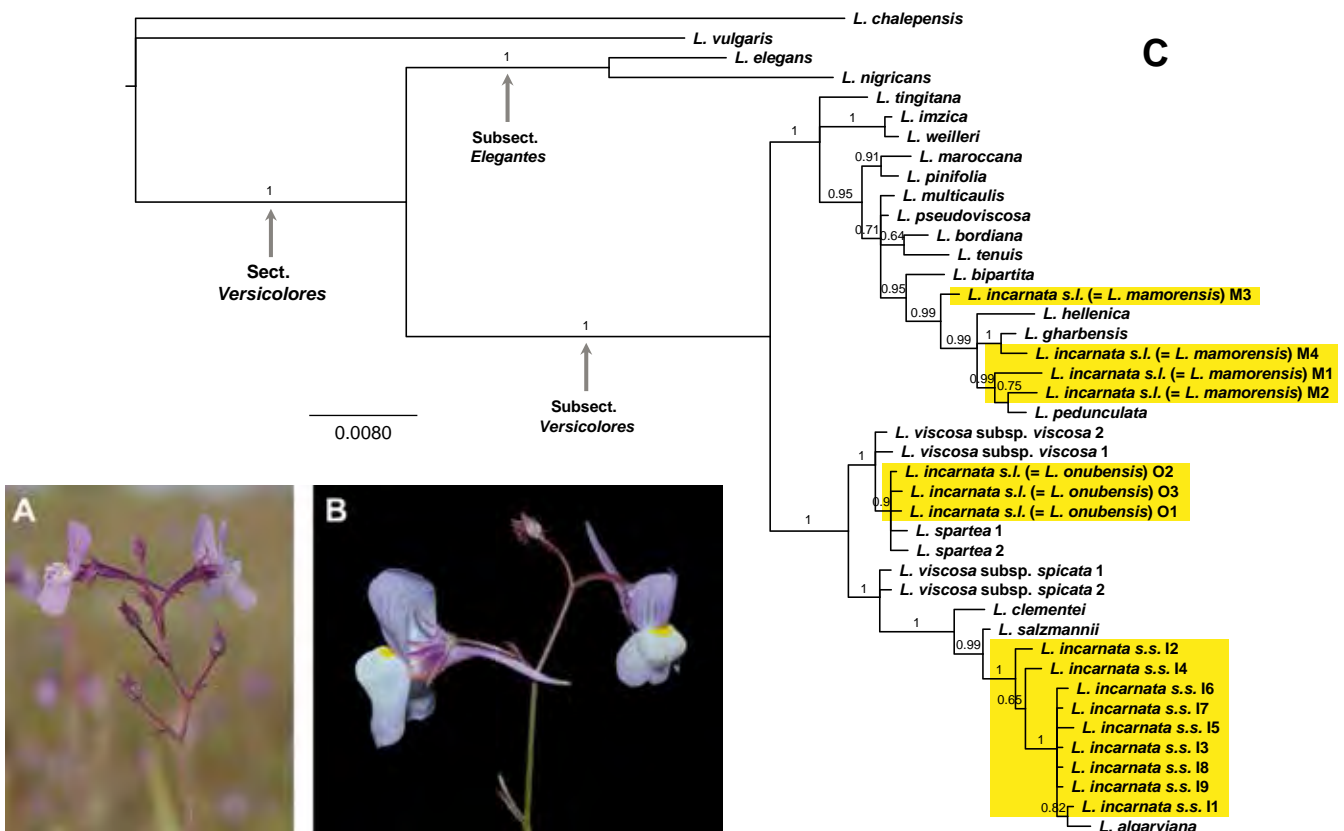 L. chalepensis
C
L. vulgaris
1
L. elegans
L. nigricans
Subsect.
Elegantes
L. tingitana
1
1
L. imzica
L. weilleri
0.91
L. maroccana
L. pinifolia
0.95
L. multicaulis
L. pseudoviscosa
0.71
0.64
L. bordiana
L. tenuis
1
Sect.
Versicolores
L. bipartita
0.95
L. incarnata s.l. (= L. mamorensis) M3
0.99
L. hellenica
0.99
1
L. gharbensis
L. incarnata s.l. (= L. mamorensis) M4
0.99
L. incarnata s.l. (= L. mamorensis) M1
0.75
L. incarnata s.l. (= L. mamorensis) M2
L. pedunculata
1
Subsect.
Versicolores
0.0080
L. viscosa subsp. viscosa 2
L. viscosa subsp. viscosa 1
1
L. incarnata s.l. (= L. onubensis) O2
0.9
L. incarnata s.l. (= L. onubensis) O3
L. incarnata s.l. (= L. onubensis) O1
1
L. spartea 1
L. spartea 2
L. viscosa subsp. spicata 1
L. viscosa subsp. spicata 2
1
L. clementei
1
L. salzmannii
0.99
L. incarnata s.s. I2
1
L. incarnata s.s. I4
0.65
L. incarnata s.s. I6
L. incarnata s.s. I7
L. incarnata s.s. I5
1
L. incarnata s.s. I3
L. incarnata s.s. I8
L. incarnata s.s. I9
0.82
L. incarnata s.s. I1
L. algarviana
A
B